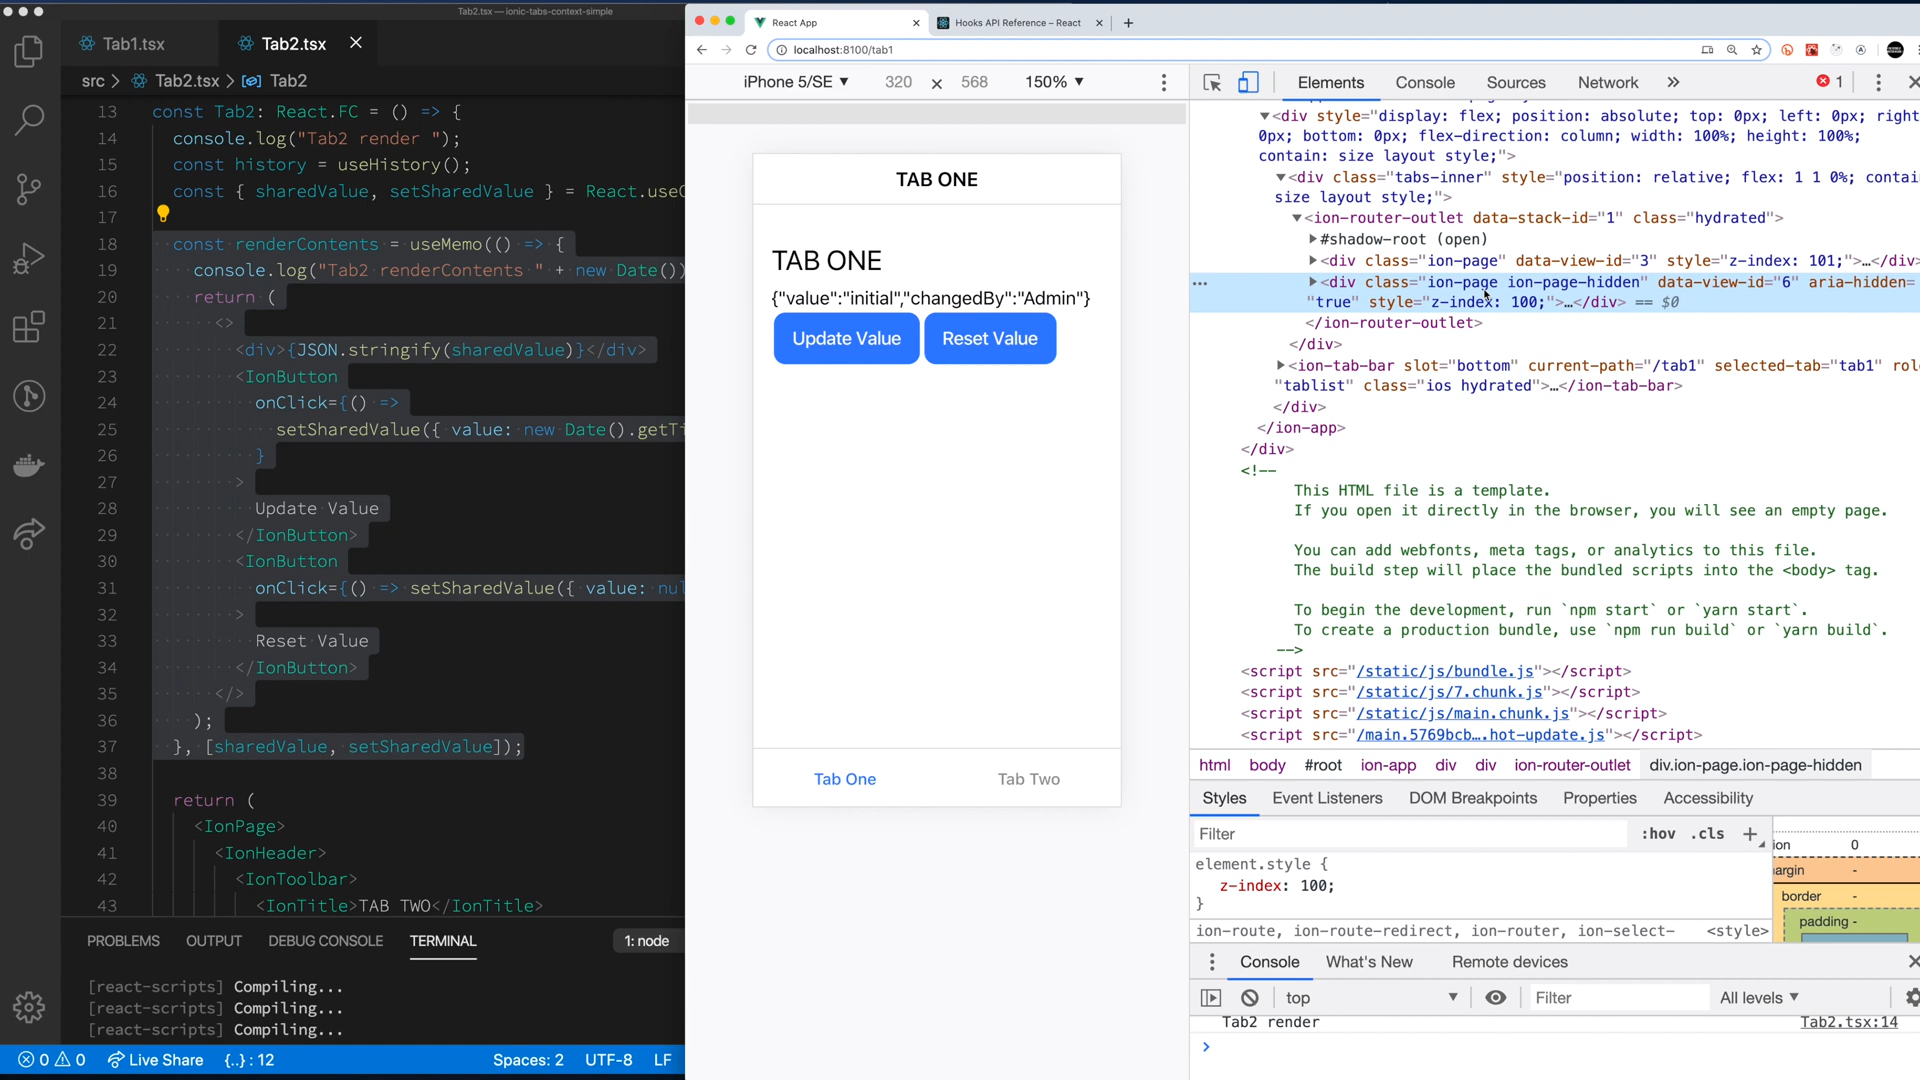 Tab2.tsx — ionic-tabs-context-simple
Tab1.tsx
Tab2.tsx
src
Tab2.tsx
Tab2
13 const Tab2: React.FC = () => {
14 console.log("Tab2 render ");
15 const history = useHistory();
16 const { sharedValue, setSharedValue } = React.useC
17
18 const renderContents = useMemo(() => {
19 console.log("Tab2 renderContents " + new Date())
20 return (
21 <>
22 <div>{JSON.stringify(sharedValue)}</div>
23 <IonButton
24 onClick={() =>
25 setSharedValue({ value: new Date().getTi
26 }
27 >
28 Update Value
29 </IonButton>
30 <IonButton
31 onClick={() => setSharedValue({ value: nul
32 >
33 Reset Value
34 </IonButton>
35 </>
36 );
37 }, [sharedValue, setSharedValue]);
38
39 return (
40 <IonPage>
41 <IonHeader>
42 <IonToolbar>
43 <IonTitle>TAB TWO</IonTitle>
PROBLEMS OUTPUT DEBUG CONSOLE TERMINAL 1: node
[react-scripts] Compiling...
[react-scripts] Compiling...
[react-scripts] Compiling...
0 0 Live Share {..} : 12 Spaces: 2 UTF-8 LF
React App
Hooks API Reference – React
localhost:8100/tab1
iPhone 5/SE 320 × 568 150%
TAB ONE
TAB ONE
{"value":"initial","changedBy":"Admin"}
Update Value
Reset Value
Tab One
Tab Two
Elements Console Sources Network » 1
<div style="display: flex; position: absolute; top: 0px; left: 0px; right
0px; bottom: 0px; flex-direction: column; width: 100%; height: 100%;
contain: size layout style;">
<div class="tabs-inner" style="position: relative; flex: 1 1 0%; contai
size layout style;">
<ion-router-outlet data-stack-id="1" class="hydrated">
#shadow-root (open)
<div class="ion-page" data-view-id="3" style="z-index: 101;">…</div>
<div class="ion-page ion-page-hidden" data-view-id="6" aria-hidden=
"true" style="z-index: 100;">…</div> == $0
</ion-router-outlet>
</div>
<ion-tab-bar slot="bottom" current-path="/tab1" selected-tab="tab1" rol
"tablist" class="ios hydrated">…</ion-tab-bar>
</div>
</ion-app>
</div>
<!--
This HTML file is a template.
If you open it directly in the browser, you will see an empty page.
You can add webfonts, meta tags, or analytics to this file.
The build step will place the bundled scripts into the <body> tag.
To begin the development, run `npm start` or `yarn start`.
To create a production bundle, use `npm run build` or `yarn build`.
-->
<script src="/static/js/bundle.js"></script>
<script src="/static/js/7.chunk.js"></script>
<script src="/static/js/main.chunk.js"></script>
<script src="/main.5769bcb….hot-update.js"></script>
html body #root ion-app div div ion-router-outlet div.ion-page.ion-page-hidden
Styles Event Listeners DOM Breakpoints Properties Accessibility
Filter :hov .cls +
element.style {
z-index: 100;
}
ion-route, ion-route-redirect, ion-router, ion-select- <style>
ion 0
argin -
border -
padding -
Console What's New Remote devices
top Filter All levels
Tab2 render Tab2.tsx:14